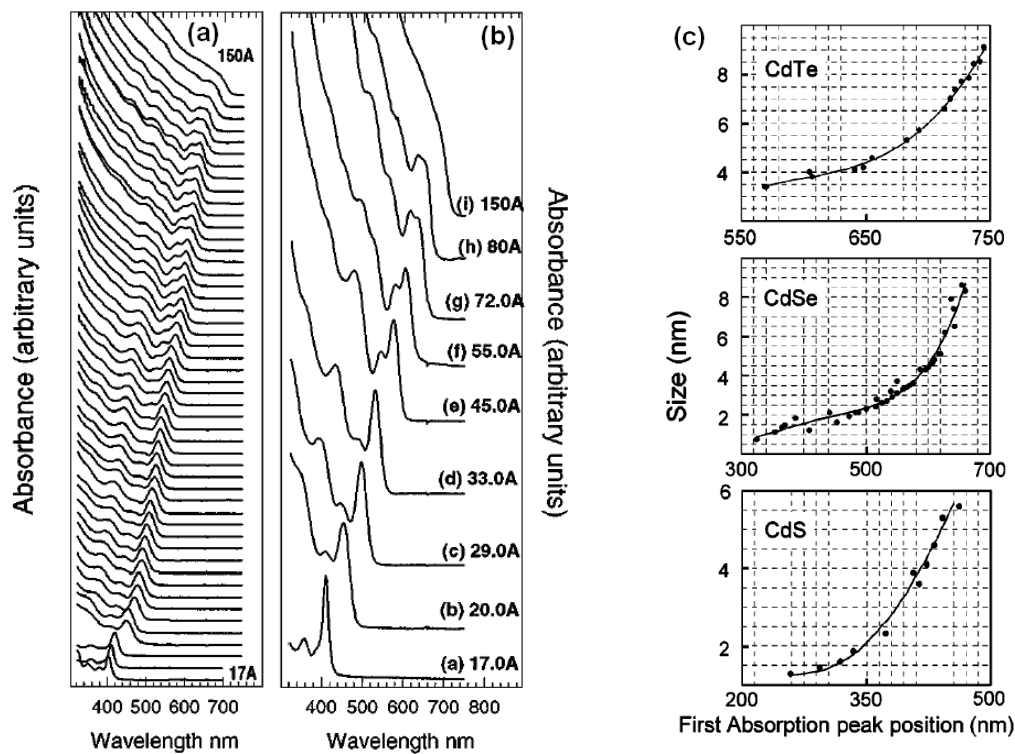 (a)
150A
17A
Absorbance (arbitrary units)
400 500 600 700
Wavelength nm
(b)
(i) 150A
(h) 80A
(g) 72.0A
(f) 55.0A
(e) 45.0A
(d) 33.0A
(c) 29.0A
(b) 20.0A
(a) 17.0A
Absorbance (arbitrary units)
400 500 600 700 800
Wavelength nm
(c)
CdTe
8
6
4
2
550 650 750
CdSe
8
6
4
2
300 500 700
Size (nm)
CdS
6
4
2
200 350 500
First Absorption peak position (nm)